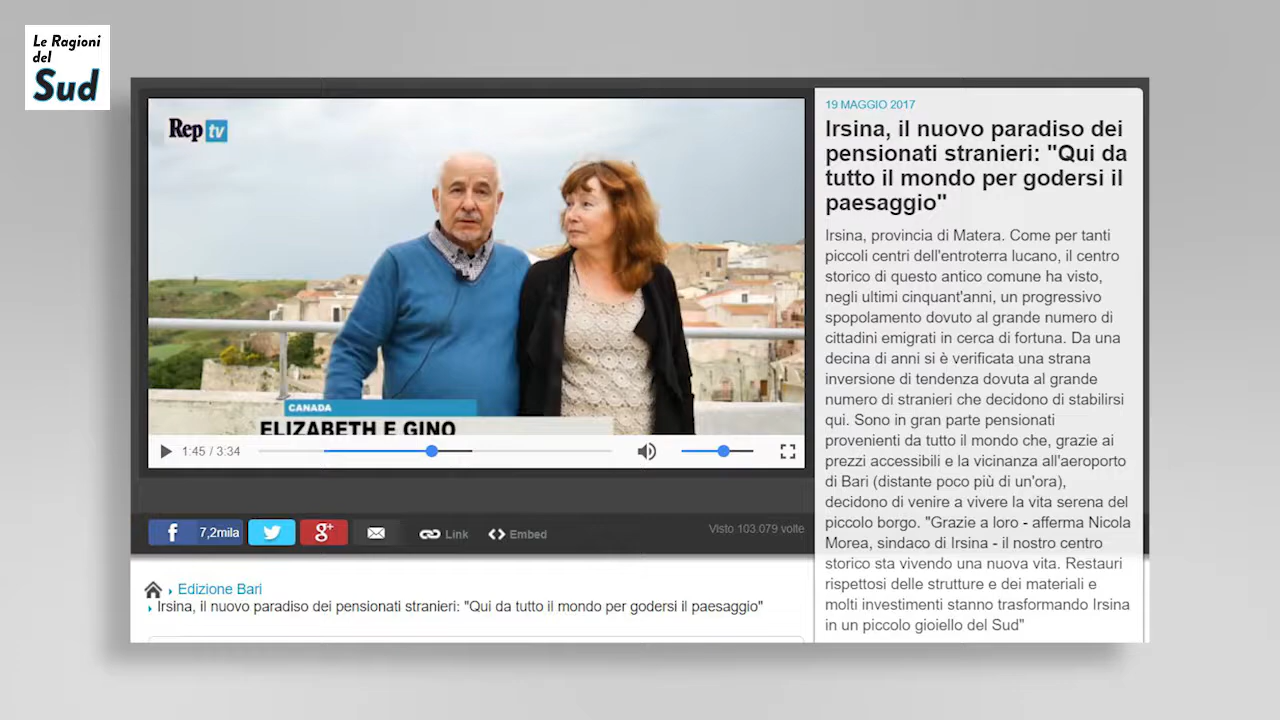 Le Ragioni
del
Sud
Rep tv
CANADA
ELIZABETH E GINO
1:45 / 3:34
7,2mila
Link
Embed
Visto 103.079 volte
Edizione Bari
Irsina, il nuovo paradiso dei pensionati stranieri: "Qui da tutto il mondo per godersi il paesaggio"
19 MAGGIO 2017
Irsina, il nuovo paradiso dei
pensionati stranieri: "Qui da
tutto il mondo per godersi il
paesaggio"
Irsina, provincia di Matera. Come per tanti
piccoli centri dell'entroterra lucano, il centro
storico di questo antico comune ha visto,
negli ultimi cinquant'anni, un progressivo
spopolamento dovuto al grande numero di
cittadini emigrati in cerca di fortuna. Da una
decina di anni si è verificata una strana
inversione di tendenza dovuta al grande
numero di stranieri che decidono di stabilirsi
qui. Sono in gran parte pensionati
provenienti da tutto il mondo che, grazie ai
prezzi accessibili e la vicinanza all'aeroporto
di Bari (distante poco più di un'ora),
decidono di venire a vivere la vita serena del
piccolo borgo. "Grazie a loro - afferma Nicola
Morea, sindaco di Irsina - il nostro centro
storico sta vivendo una nuova vita. Restauri
rispettosi delle strutture e dei materiali e
molti investimenti stanno trasformando Irsina
in un piccolo gioiello del Sud"